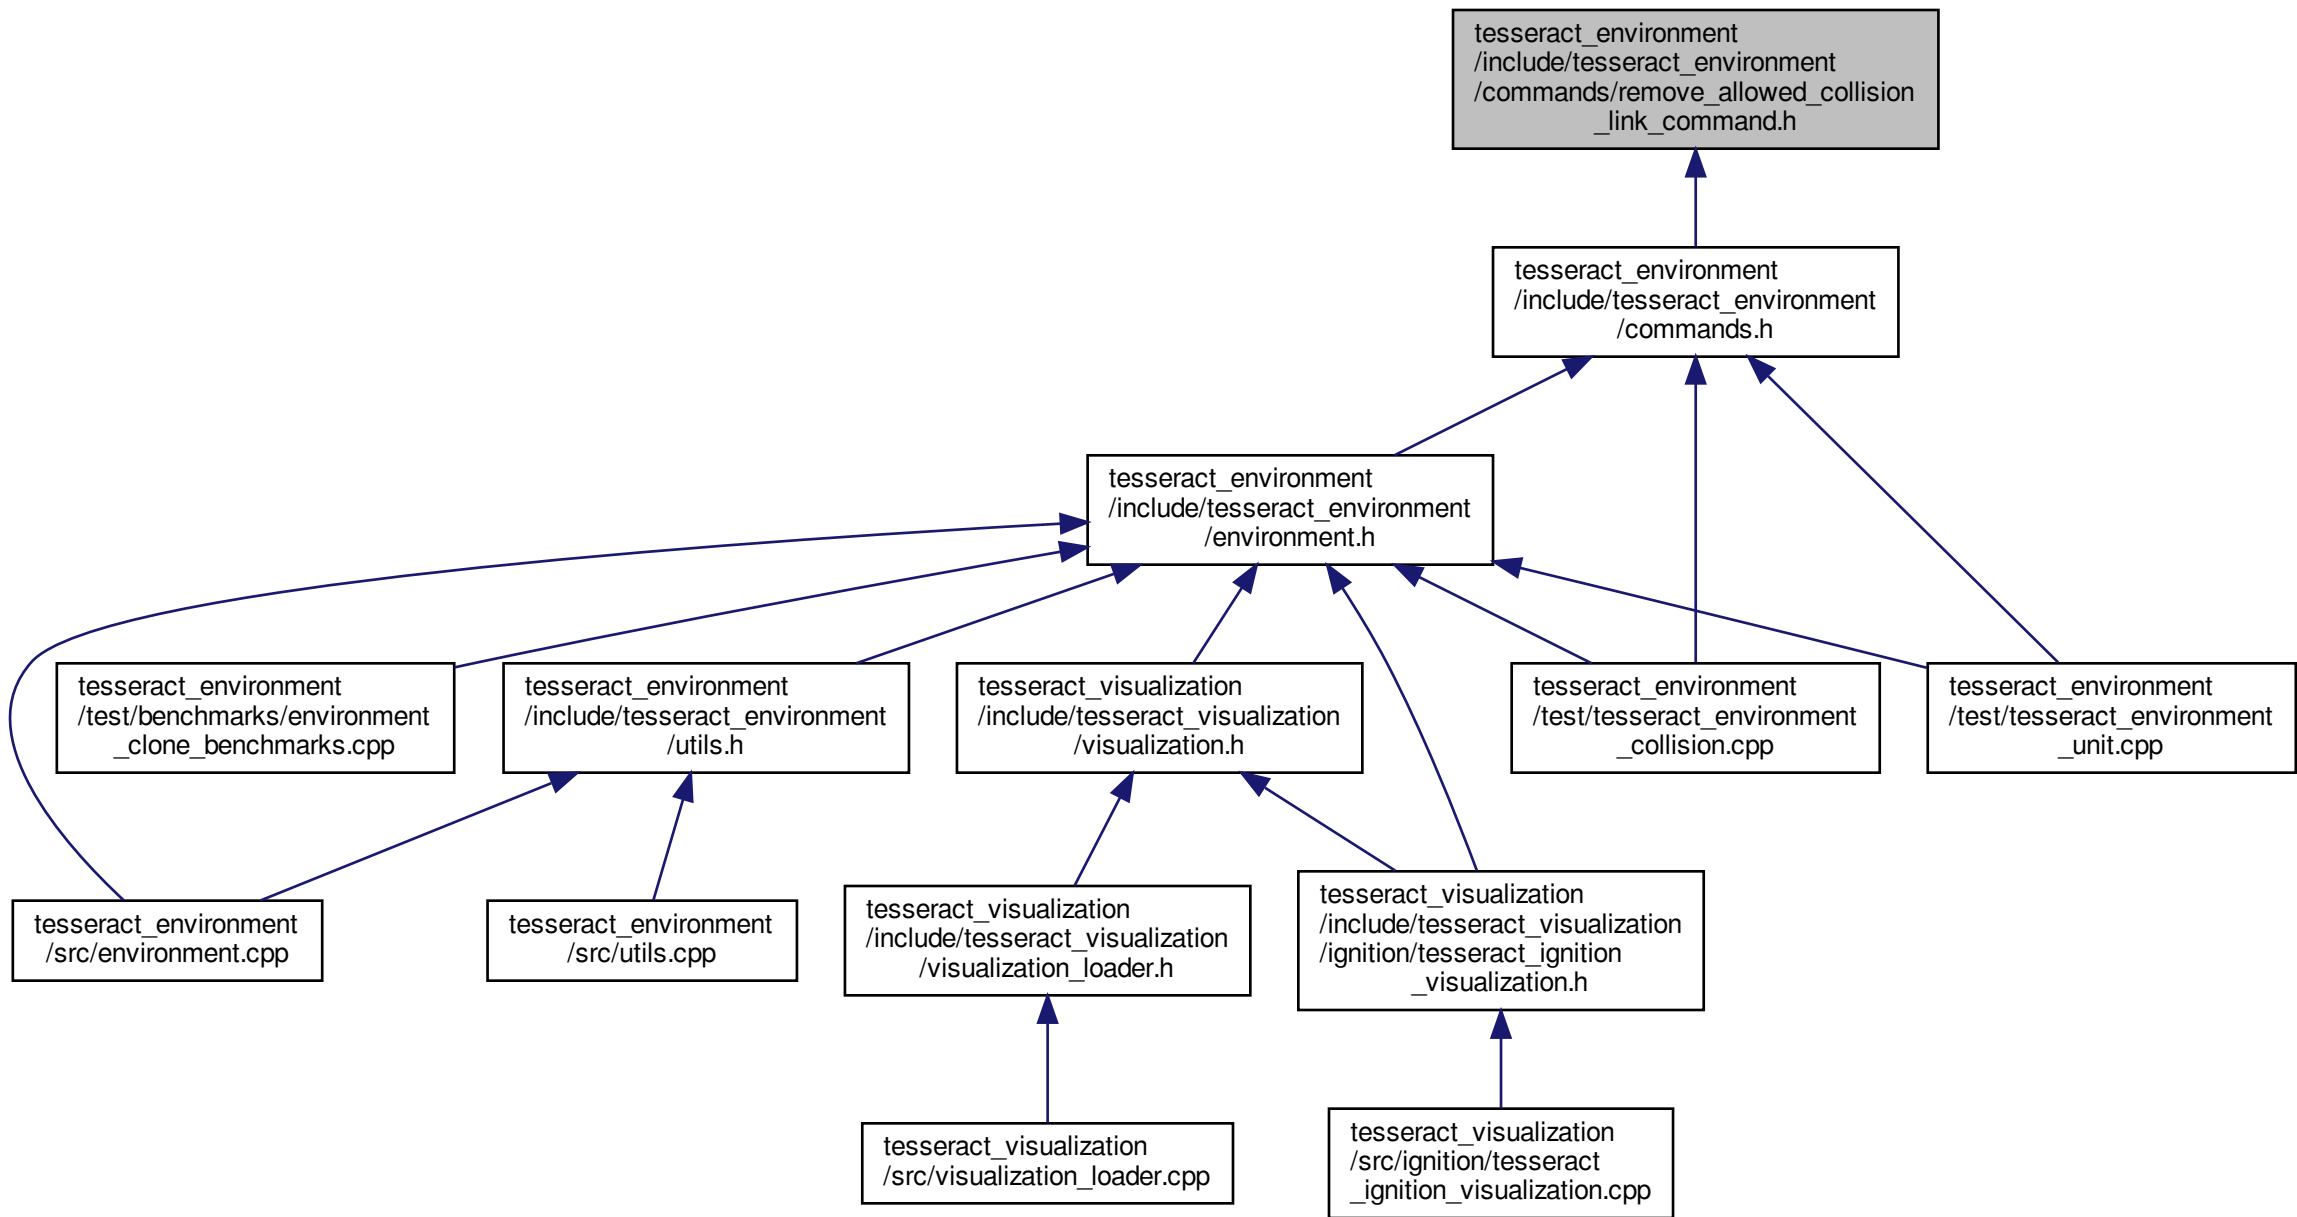 tesseract_environment
/include/tesseract_environment
/commands/remove_allowed_collision
_link_command.h
tesseract_environment
/include/tesseract_environment
/commands.h
tesseract_environment
/include/tesseract_environment
/environment.h
tesseract_environment
/test/benchmarks/environment
_clone_benchmarks.cpp
tesseract_environment
/include/tesseract_environment
/utils.h
tesseract_visualization
/include/tesseract_visualization
/visualization.h
tesseract_environment
/test/tesseract_environment
_collision.cpp
tesseract_environment
/test/tesseract_environment
_unit.cpp
tesseract_environment
/src/environment.cpp
tesseract_environment
/src/utils.cpp
tesseract_visualization
/include/tesseract_visualization
/visualization_loader.h
tesseract_visualization
/include/tesseract_visualization
/ignition/tesseract_ignition
_visualization.h
tesseract_visualization
/src/visualization_loader.cpp
tesseract_visualization
/src/ignition/tesseract
_ignition_visualization.cpp